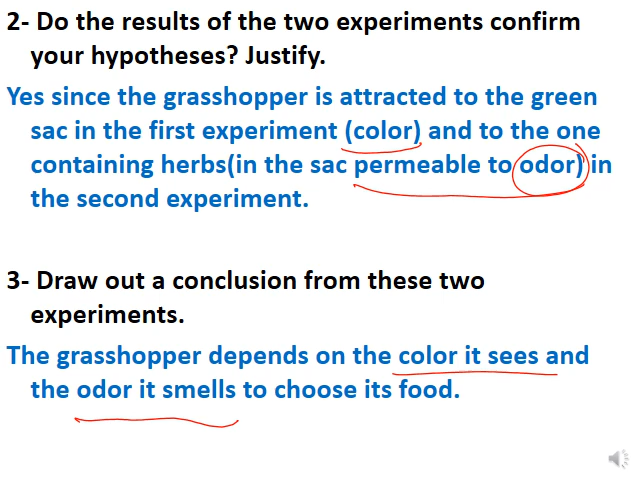 2- Do the results of the two experiments confirm
your hypotheses? Justify.
Yes since the grasshopper is attracted to the green
sac in the first experiment (color) and to the one
containing herbs(in the sac permeable to odor) in
the second experiment.
3- Draw out a conclusion from these two
experiments.
The grasshopper depends on the color it sees and
the odor it smells to choose its food.